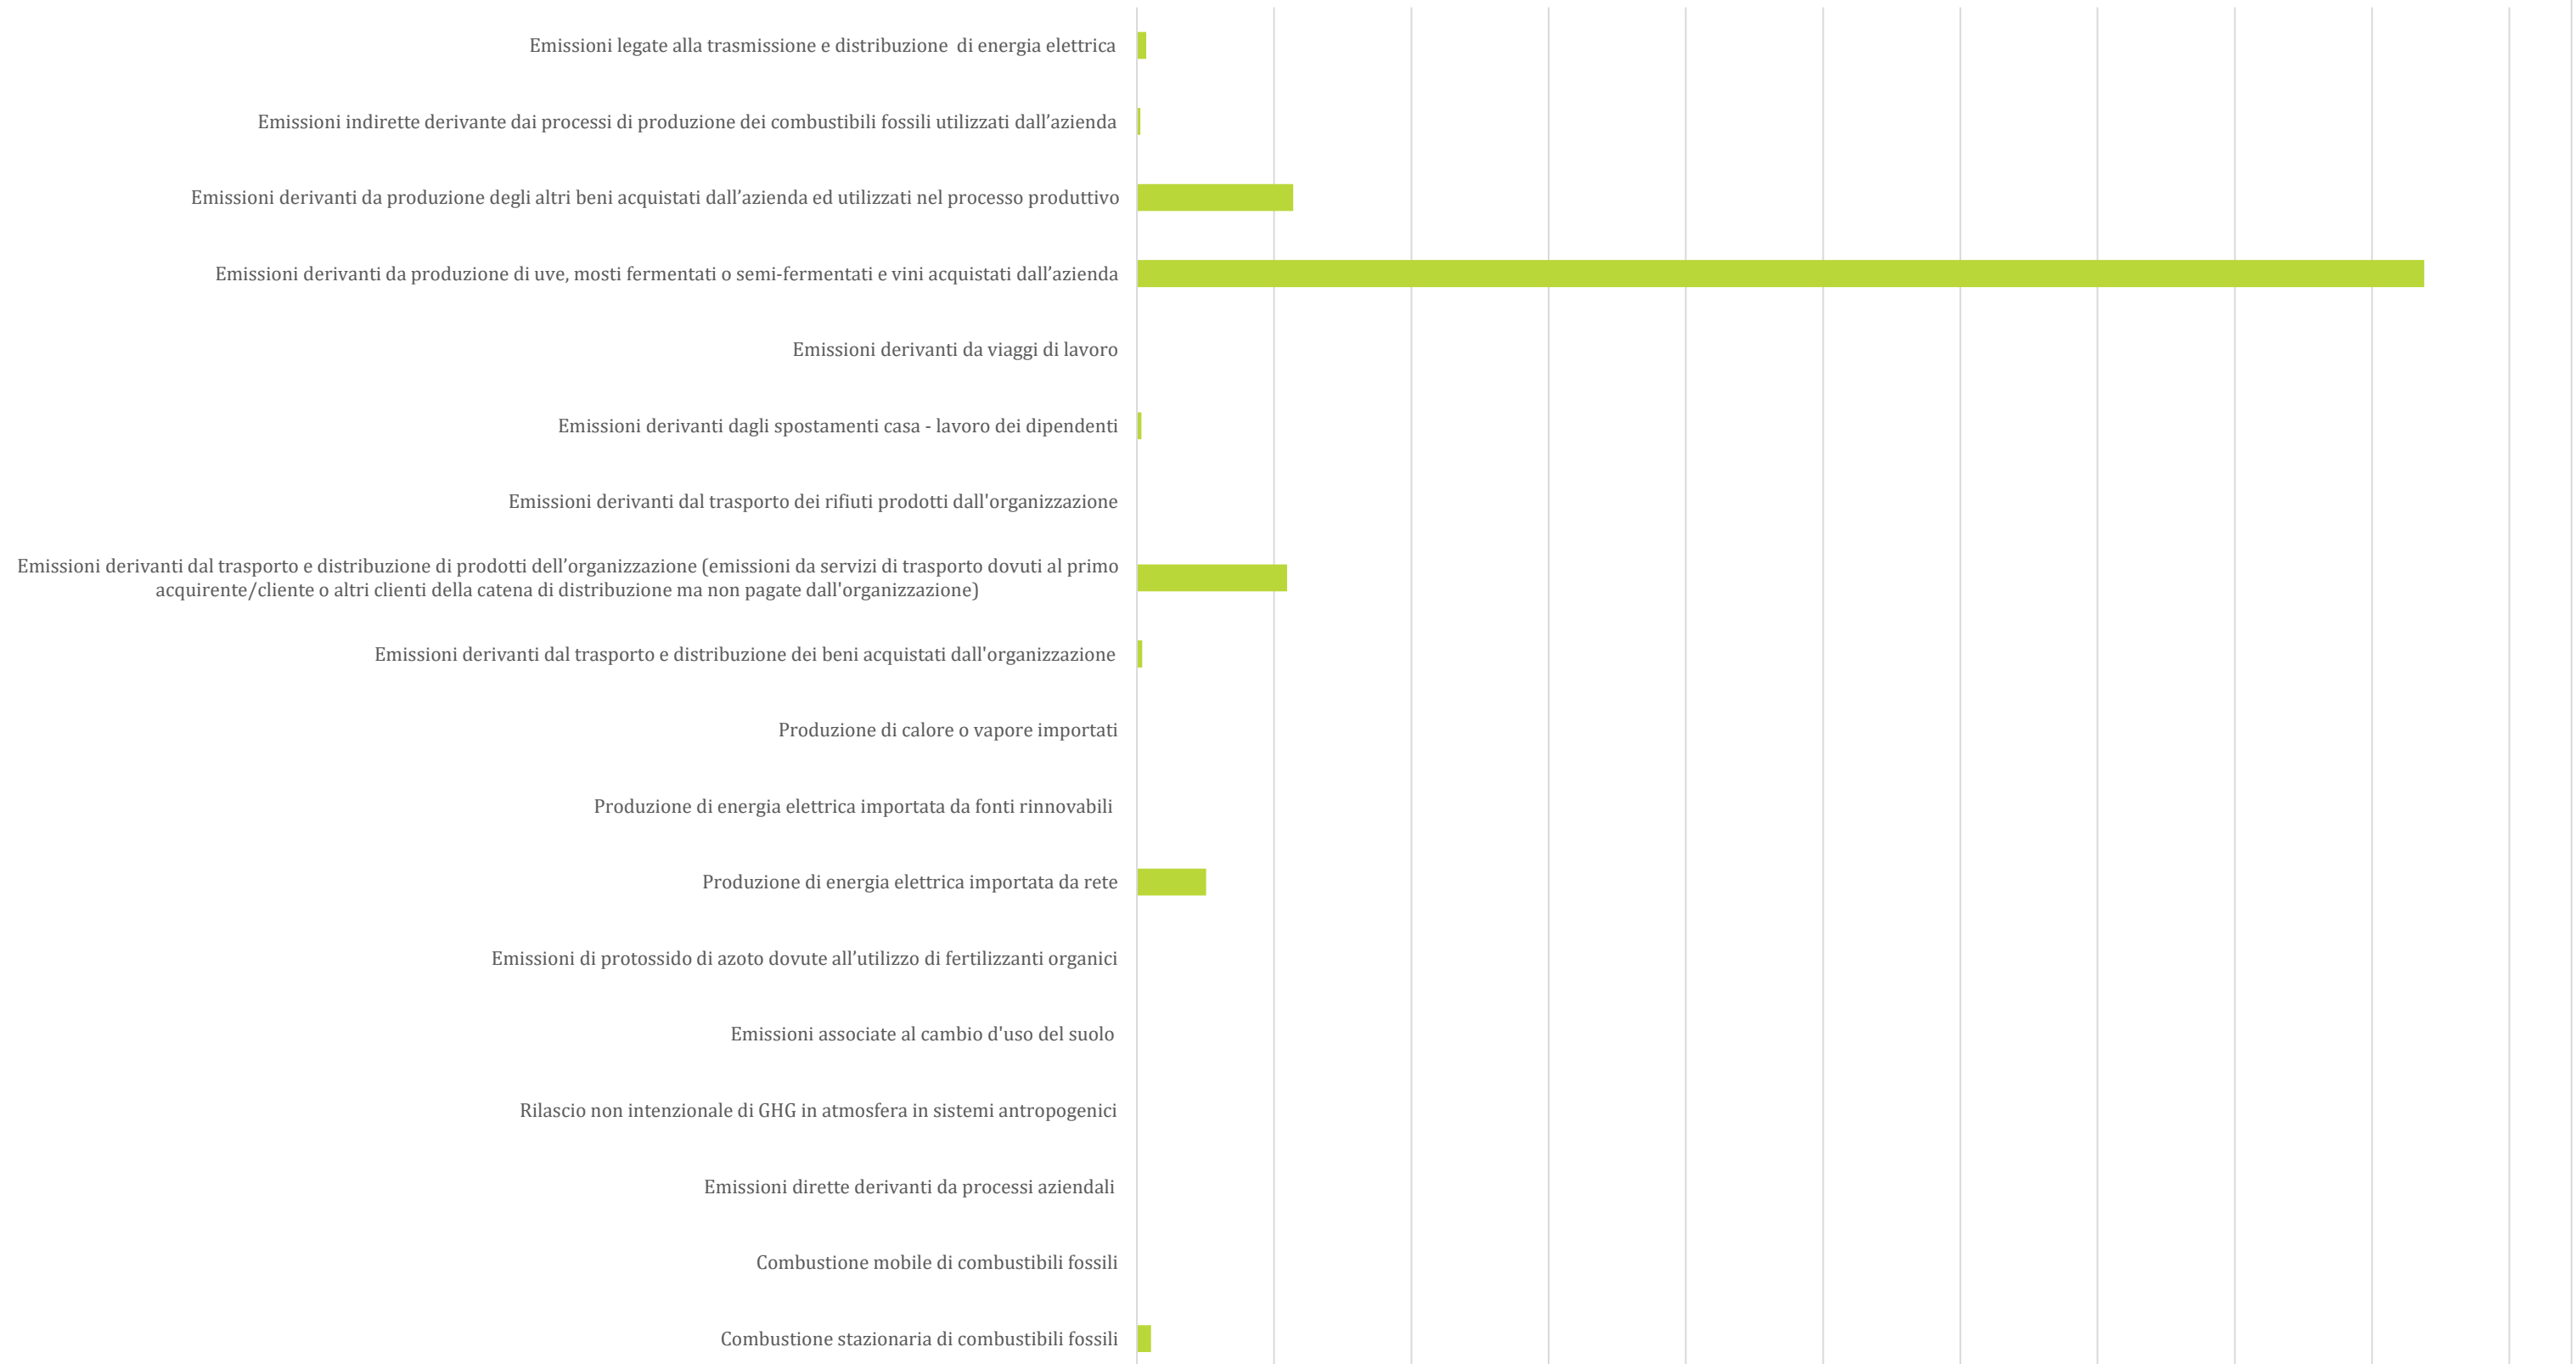 Emissioni legate alla trasmissione e distribuzione  di energia elettrica
Emissioni indirette derivante dai processi di produzione dei combustibili fossili utilizzati dall’azienda
Emissioni derivanti da produzione degli altri beni acquistati dall’azienda ed utilizzati nel processo produttivo
Emissioni derivanti da produzione di uve, mosti fermentati o semi-fermentati e vini acquistati dall’azienda
Emissioni derivanti da viaggi di lavoro
Emissioni derivanti dagli spostamenti casa - lavoro dei dipendenti
Emissioni derivanti dal trasporto dei rifiuti prodotti dall'organizzazione
Emissioni derivanti dal trasporto e distribuzione di prodotti dell’organizzazione (emissioni da servizi di trasporto dovuti al primo
acquirente/cliente o altri clienti della catena di distribuzione ma non pagate dall'organizzazione)
Emissioni derivanti dal trasporto e distribuzione dei beni acquistati dall'organizzazione
Produzione di calore o vapore importati
Produzione di energia elettrica importata da fonti rinnovabili
Produzione di energia elettrica importata da rete
Emissioni di protossido di azoto dovute all’utilizzo di fertilizzanti organici
Emissioni associate al cambio d'uso del suolo
Rilascio non intenzionale di GHG in atmosfera in sistemi antropogenici
Emissioni dirette derivanti da processi aziendali
Combustione mobile di combustibili fossili
Combustione stazionaria di combustibili fossili